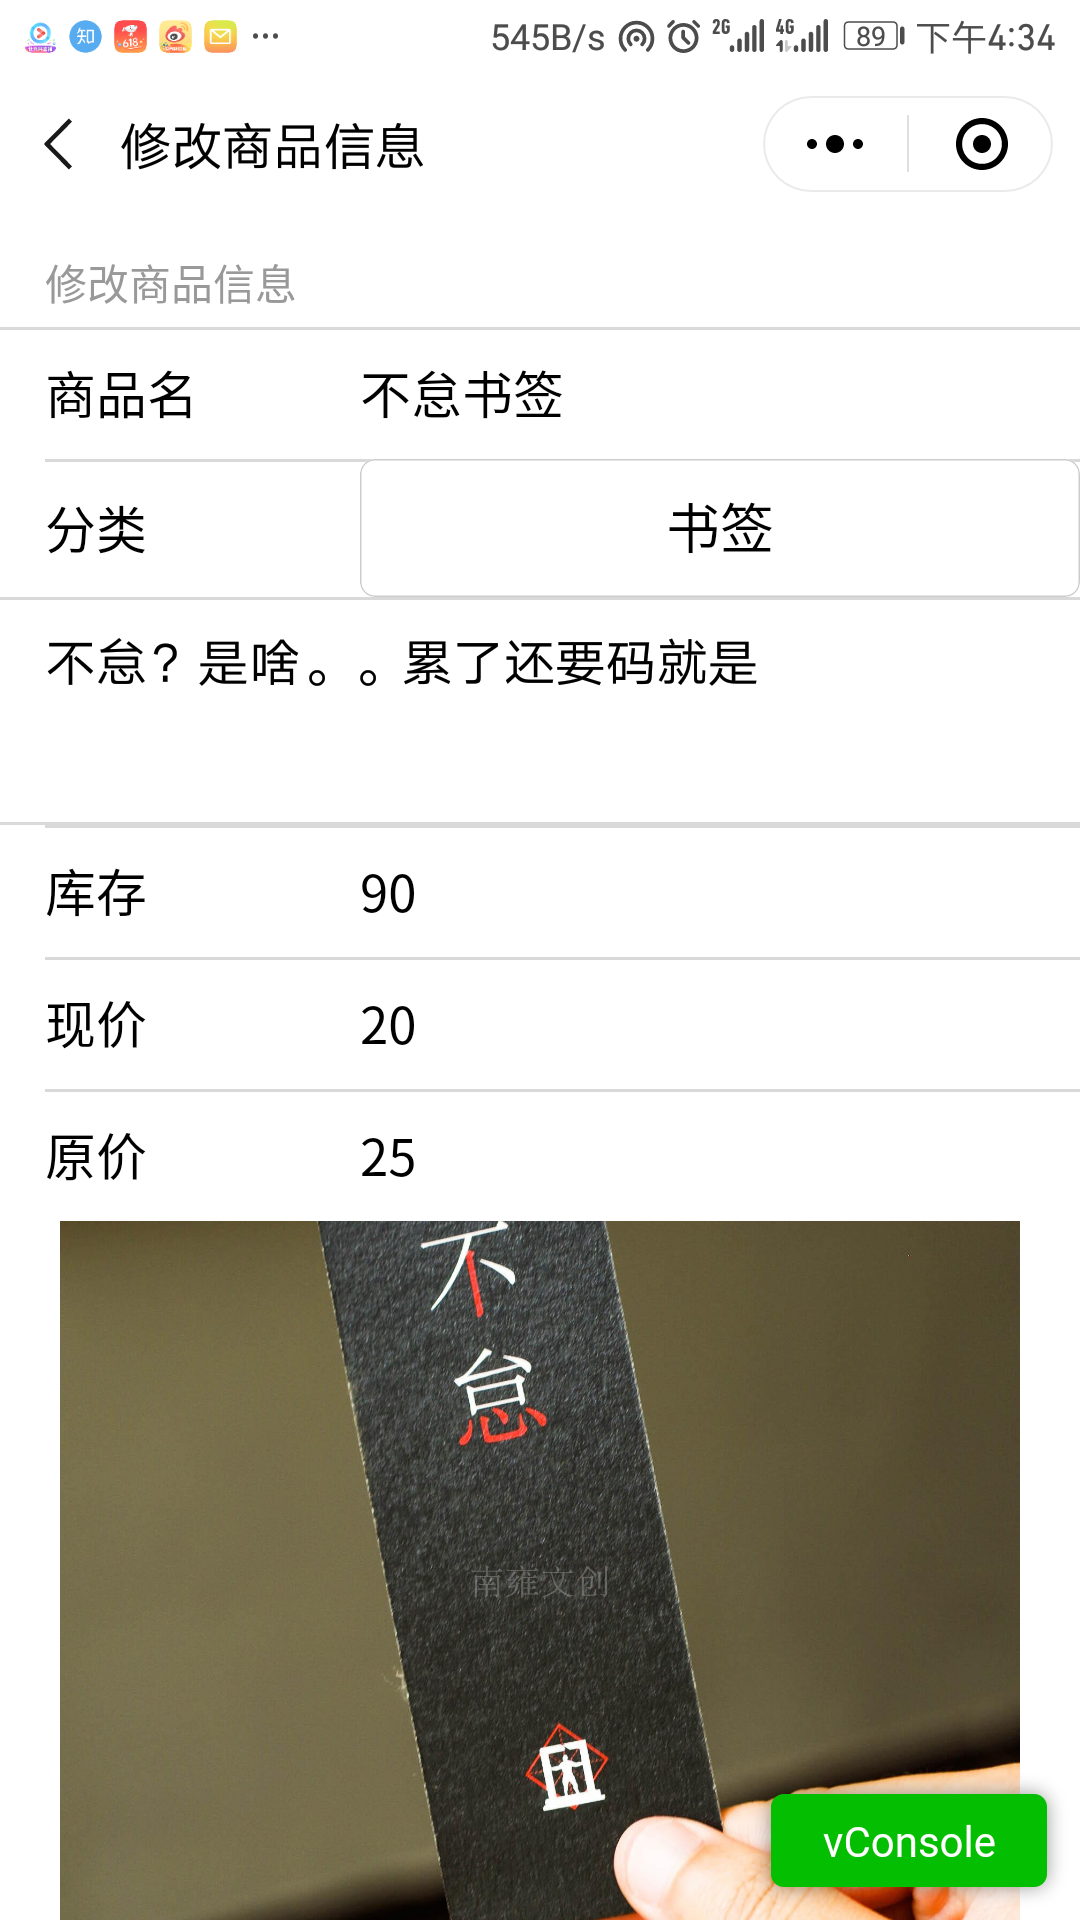 知 618 545B/s 2G 4G 89 下午4:34
修改商品信息
修改商品信息
商品名 不怠书签
分类 书签
不怠？是啥。。累了还要码就是
库存 90
现价 20
原价 25
不
怠
南雍文创
vConsole